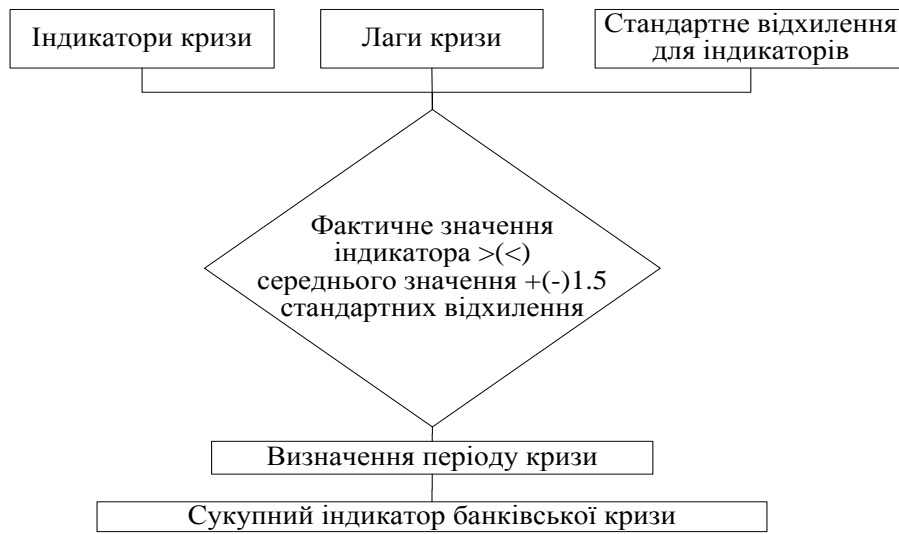 Індикатори кризи
Лаги кризи
Стандартне відхилення
для індикаторів
Фактичне значення
індикатора >(<)
середнього значення +(-)1.5
стандартних відхилення
Визначення періоду кризи
Сукупний індикатор банківської кризи